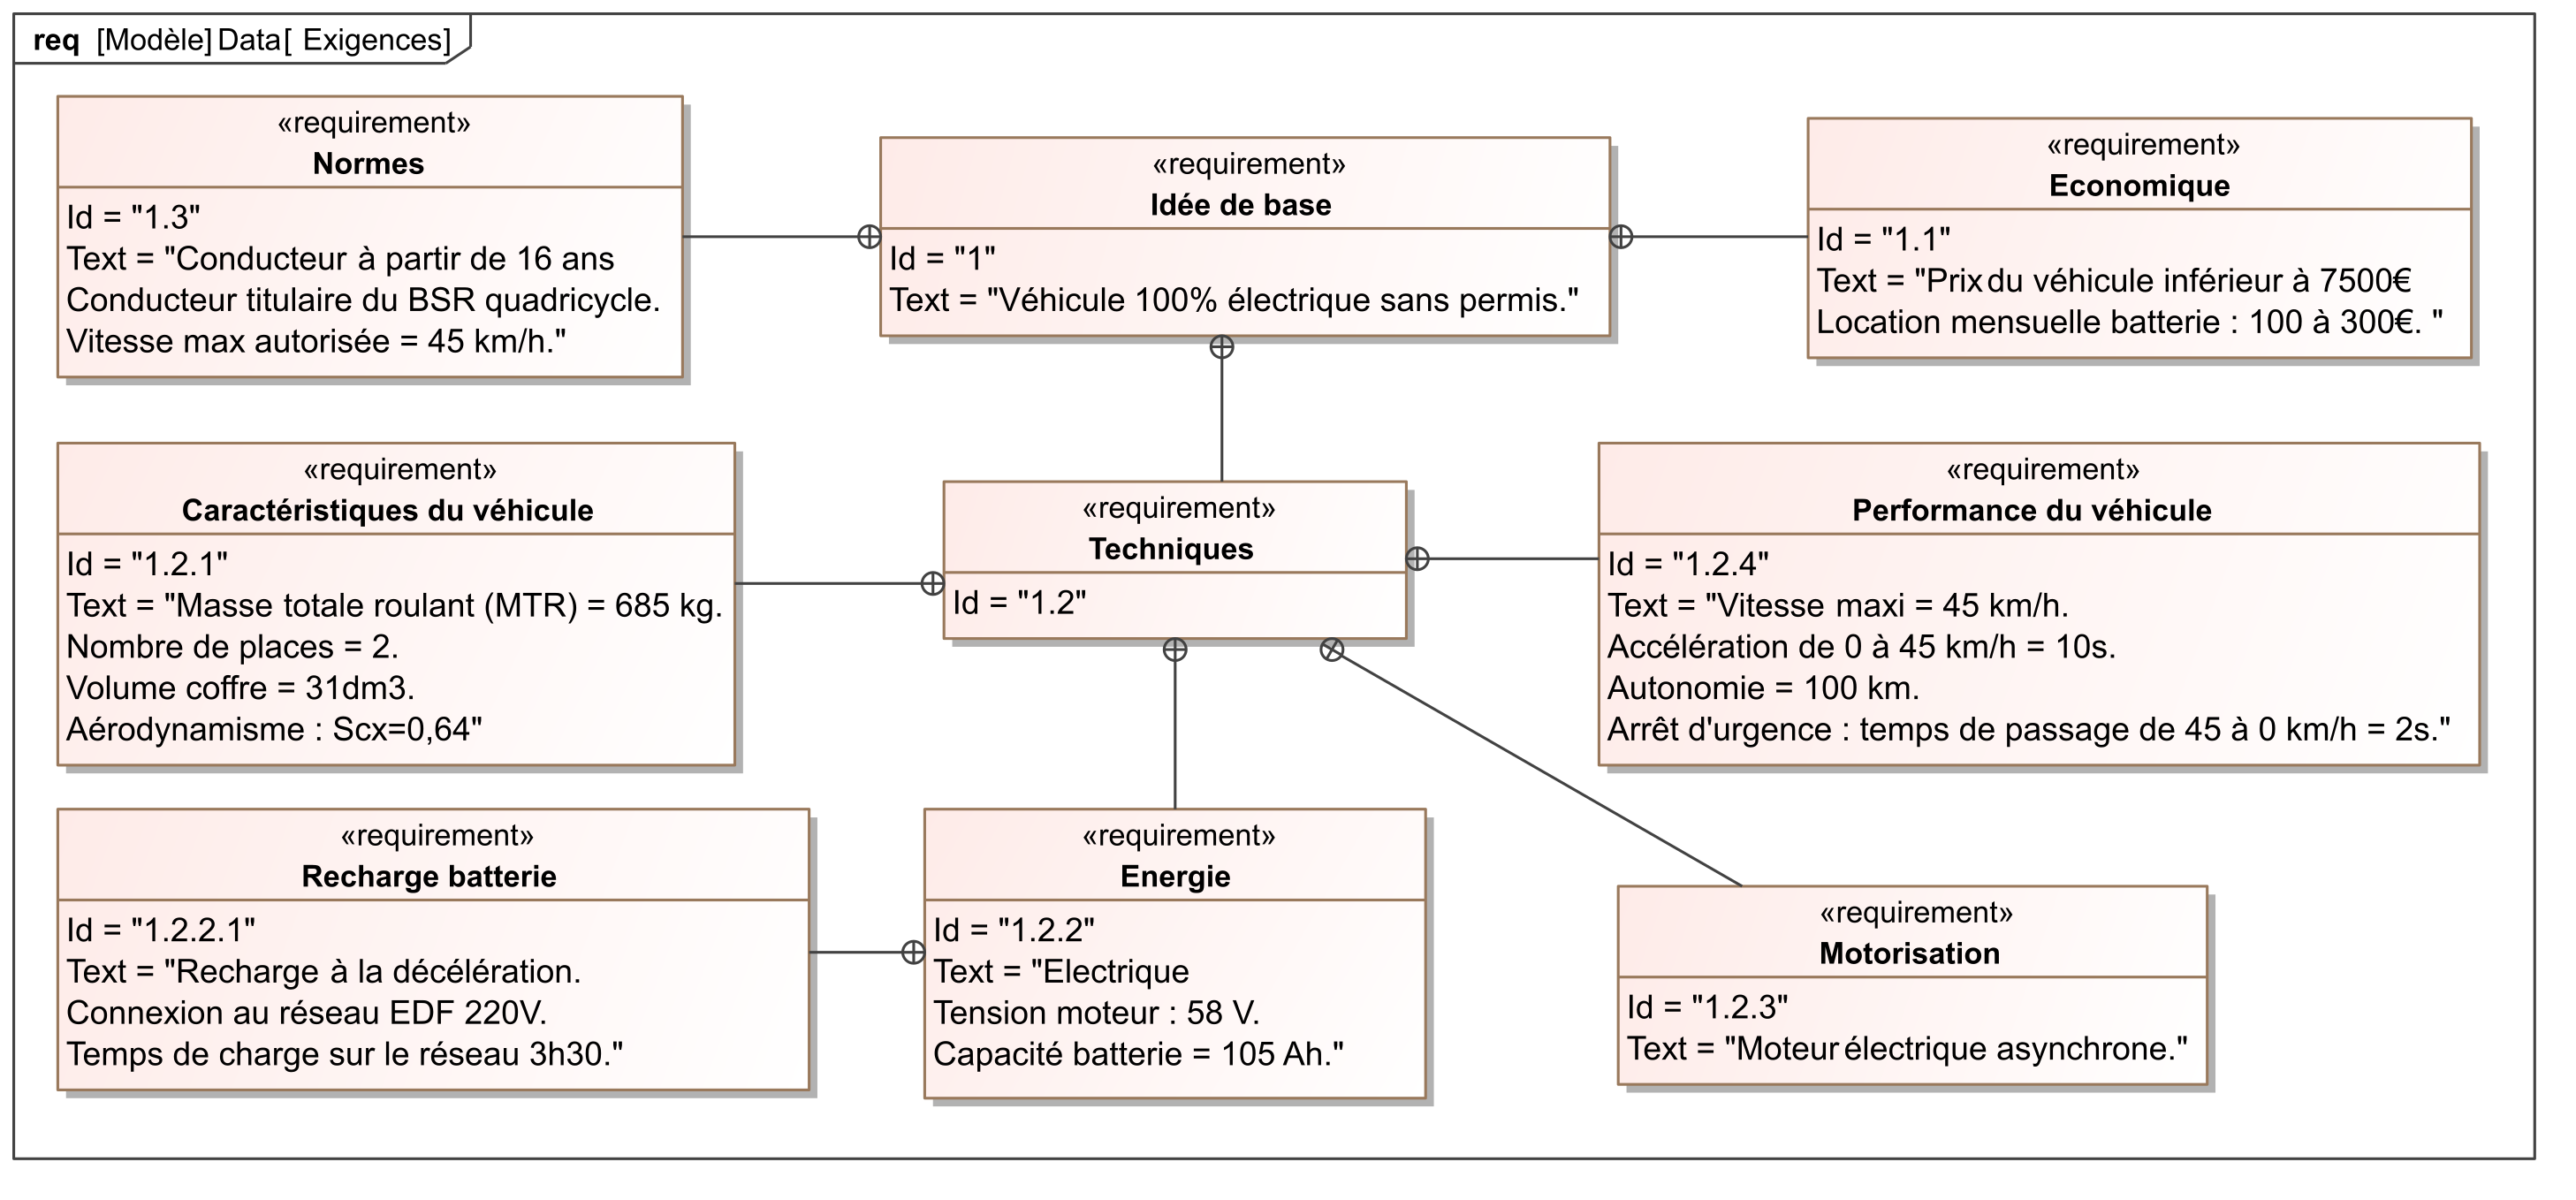 req [Modèle] Data[ Exigences]
«requirement»
Normes
Id = "1.3"
Text = "Conducteur à partir de 16 ans
Conducteur titulaire du BSR quadricycle.
Vitesse max autorisée = 45 km/h."
«requirement»
Idée de base
Id = "1"
Text = "Véhicule 100% électrique sans permis."
«requirement»
Economique
Id = "1.1"
Text = "Prix du véhicule inférieur à 7500€
Location mensuelle batterie : 100 à 300€. "
«requirement»
Caractéristiques du véhicule
Id = "1.2.1"
Text = "Masse totale roulant (MTR) = 685 kg.
Nombre de places = 2.
Volume coffre = 31dm3.
Aérodynamisme : Scx=0,64"
«requirement»
Techniques
Id = "1.2"
«requirement»
Performance du véhicule
Id = "1.2.4"
Text = "Vitesse maxi = 45 km/h.
Accélération de 0 à 45 km/h = 10s.
Autonomie = 100 km.
Arrêt d'urgence : temps de passage de 45 à 0 km/h = 2s."
«requirement»
Recharge batterie
Id = "1.2.2.1"
Text = "Recharge à la décélération.
Connexion au réseau EDF 220V.
Temps de charge sur le réseau 3h30."
«requirement»
Energie
Id = "1.2.2"
Text = "Electrique
Tension moteur : 58 V.
Capacité batterie = 105 Ah."
«requirement»
Motorisation
Id = "1.2.3"
Text = "Moteur électrique asynchrone."